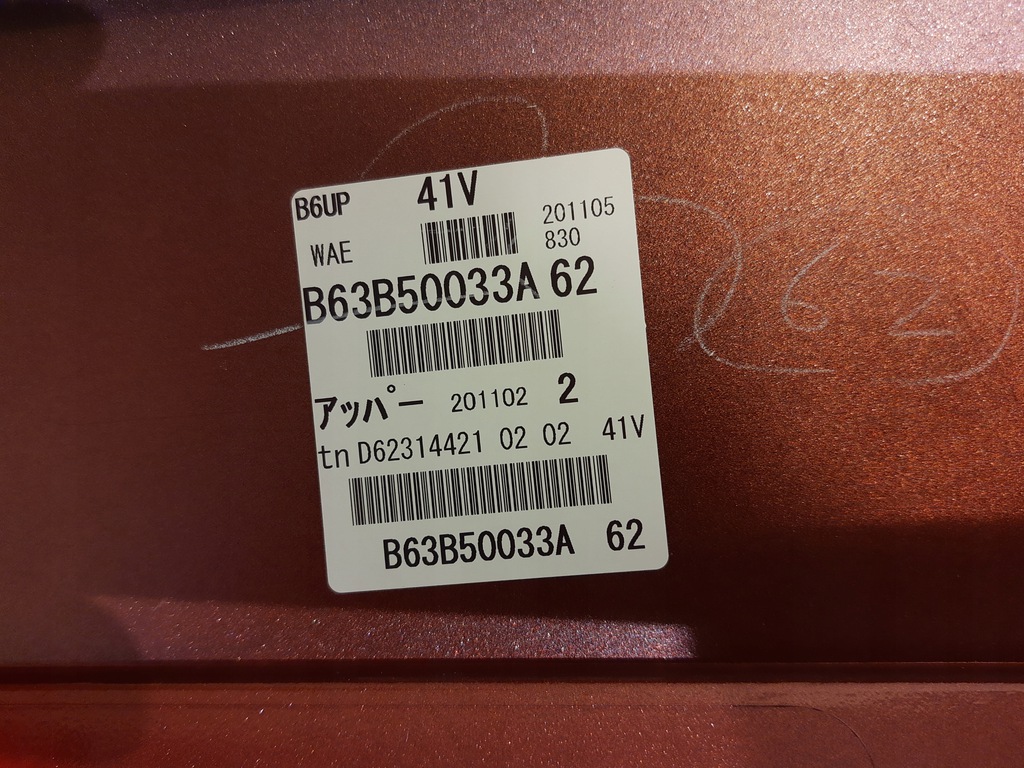 B6UP 41V
WAE 201105
830
B63B50033A 62
アッパー 201102 2
tn D62314421 02 02 41V
B63B50033A 62
62